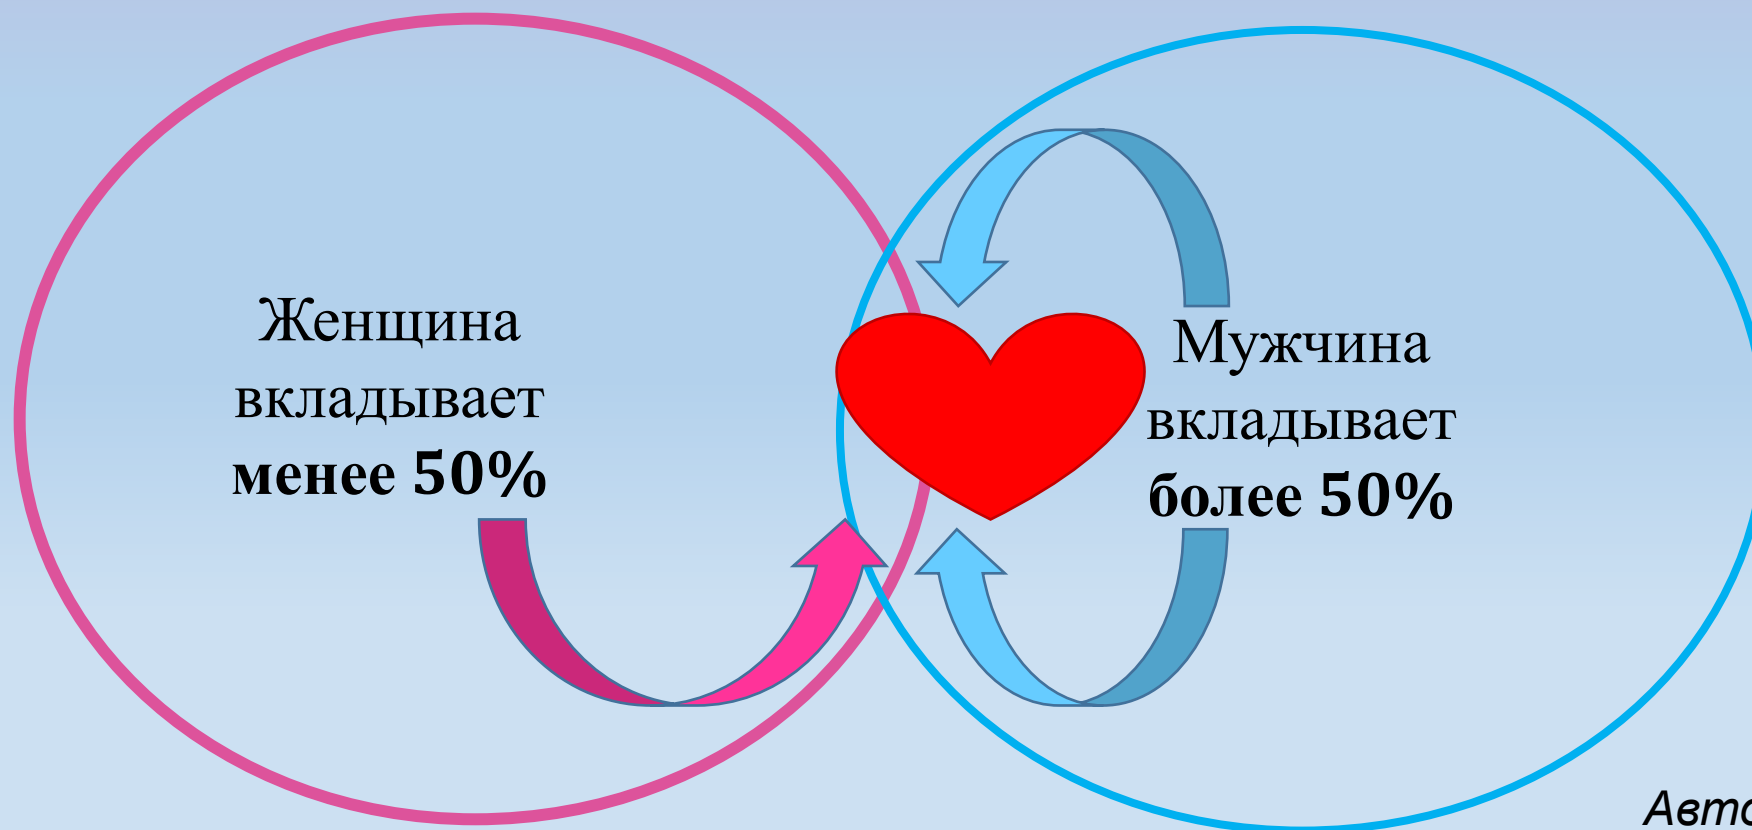 Женщина
вкладывает
менее 50%
Мужчина
вкладывает
более 50%